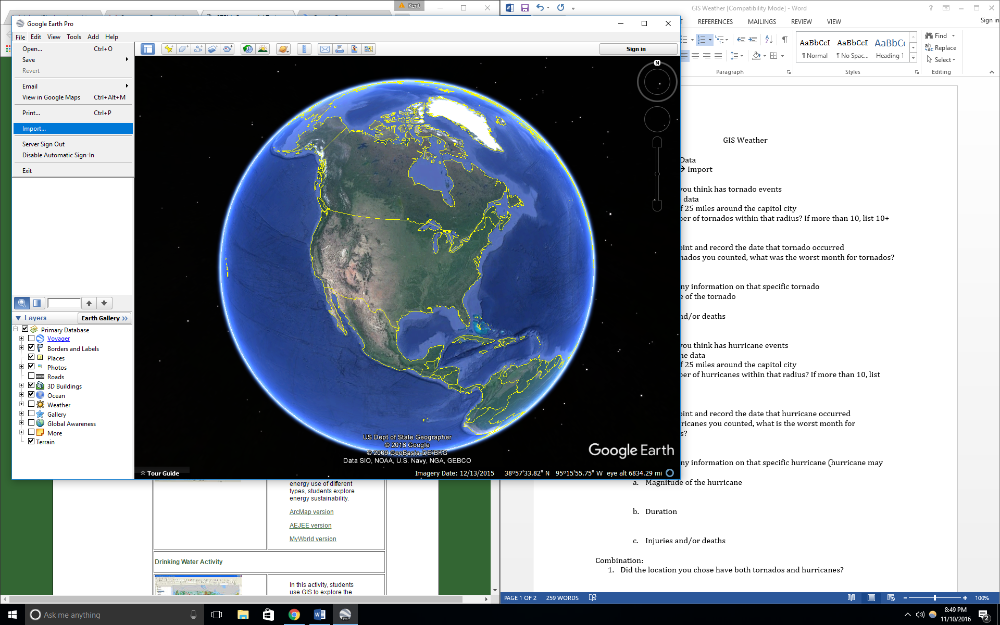 Kent
GIS Weather [Compatibility Mode] - Word
Google Earth Pro
REFERENCES MAILINGS REVIEW VIEW
Sign in
File Edit View Tools Add Help
Open... Ctrl+O
Save
Revert
Email
View in Google Maps Ctrl+Alt+M
Print... Ctrl+P
Import...
Server Sign Out
Disable Automatic Sign-In
Exit
Sign in
N
AaBbCcI AaBbCcI AaBbCc
¶ Normal ¶ No Spac... Heading 1
Find
Replace
Select
Paragraph Styles Editing
Layers
Earth Gallery >>
Primary Database
Voyager
Borders and Labels
Places
Photos
Roads
3D Buildings
Ocean
Weather
Gallery
Global Awareness
More
Terrain
US Dept of State Geographer
© 2016 Google
© 2009 GeoBasis-DE/BKG
Data SIO, NOAA, U.S. Navy, NGA, GEBCO
Google Earth
Tour Guide
Imagery Date: 12/13/2015 38°57'33.82" N 95°15'55.75" W eye alt 6834.29 mi
GIS Weather
Data
→ Import
you think has tornado events
data
25 miles around the capitol city
of tornados within that radius? If more than 10, list 10+
and record the date that tornado occurred
you counted, what was the worst month for tornados?
information on that specific tornado
of the tornado
and/or deaths
you think has hurricane events
data
25 miles around the capitol city
of hurricanes within that radius? If more than 10, list
and record the date that hurricane occurred
you counted, what is the worst month for
information on that specific hurricane (hurricane may
a. Magnitude of the hurricane
b. Duration
c. Injuries and/or deaths
Combination:
1. Did the location you chose have both tornados and hurricanes?
energy use of different
types, students explore
energy sustainability.
ArcMap version
AEJEE version
MyWorld version
Drinking Water Activity
In this activity, students
use GIS to explore the
PAGE 1 OF 2 259 WORDS
100%
Ask me anything
8:49 PM
11/10/2016
2